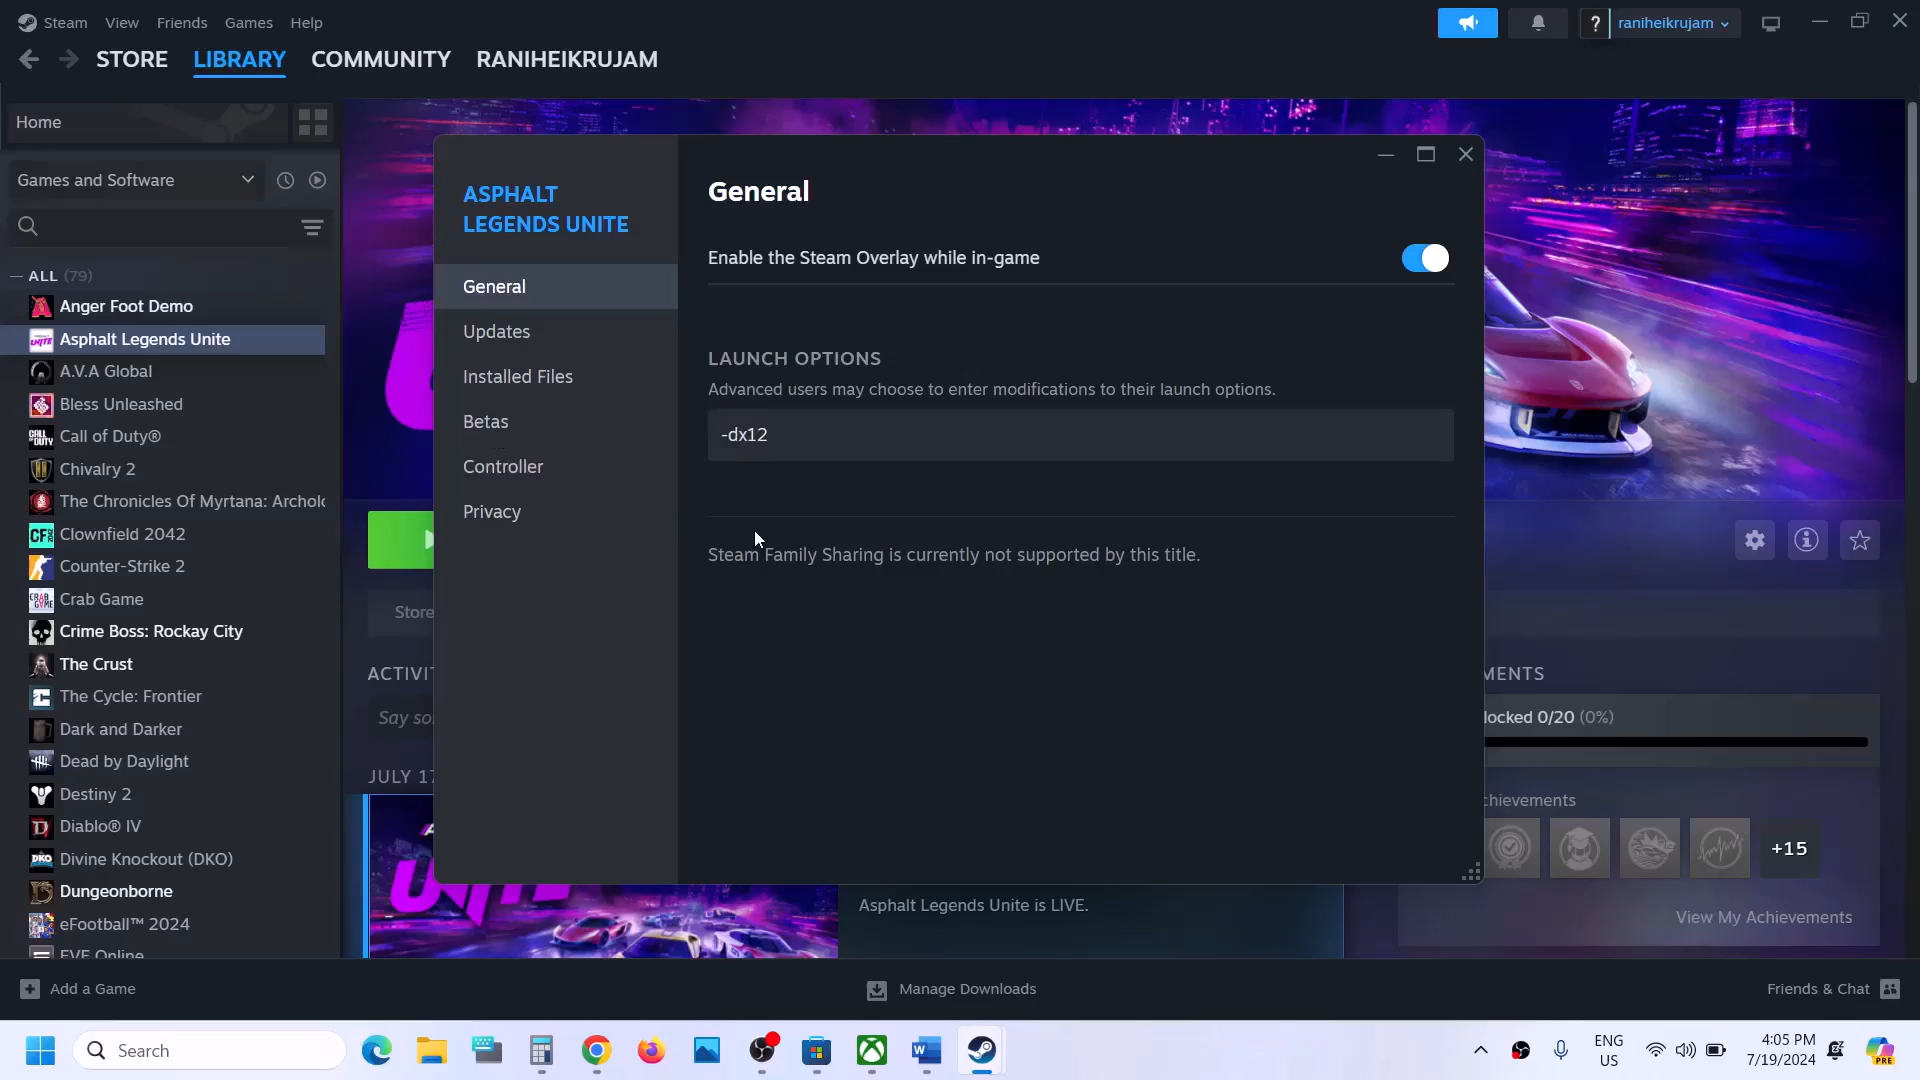 Steam View Friends Games Help
raniheikrujam
STORE LIBRARY COMMUNITY RANIHEIKRUJAM
Home
Games and Software
ALL (79)
Anger Foot Demo
Asphalt Legends Unite
A.V.A Global
Bless Unleashed
Call of Duty®
Chivalry 2
The Chronicles Of Myrtana: Archolo
Clownfield 2042
Counter-Strike 2
Crab Game
Crime Boss: Rockay City
The Crust
The Cycle: Frontier
Dark and Darker
Dead by Daylight
Destiny 2
Diablo® IV
Divine Knockout (DKO)
Dungeonborne
eFootball™ 2024
EVE Online
Add a Game
ASPHALT
LEGENDS UNITE
General
Updates
Installed Files
Betas
Controller
Privacy
General
Enable the Steam Overlay while in-game
LAUNCH OPTIONS
Advanced users may choose to enter modifications to their launch options.
-dx12
Steam Family Sharing is currently not supported by this title.
Store
ACTIVIT
Say so
JULY 17
Asphalt Legends Unite is LIVE.
MENTS
locked 0/20 (0%)
chievements
+15
View My Achievements
Manage Downloads
Friends & Chat
Search
ENG
US
4:05 PM
7/19/2024